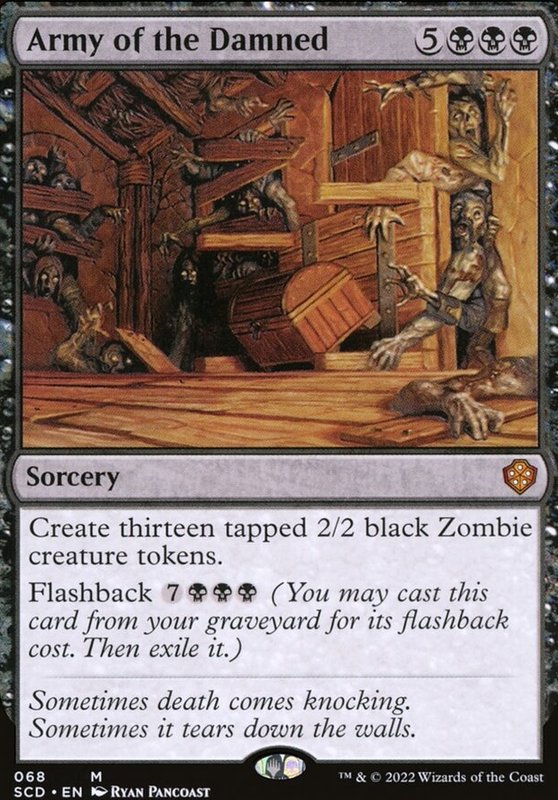 Army of the Damned 5
Sorcery
Create thirteen tapped 2/2 black Zombie
creature tokens.
Flashback 7 (You may cast this
card from your graveyard for its flashback
cost. Then exile it.)
Sometimes death comes knocking.
Sometimes it tears down the walls.
068 M
SCD • EN RYAN PANCOAST
™ & © 2022 Wizards of the Coast